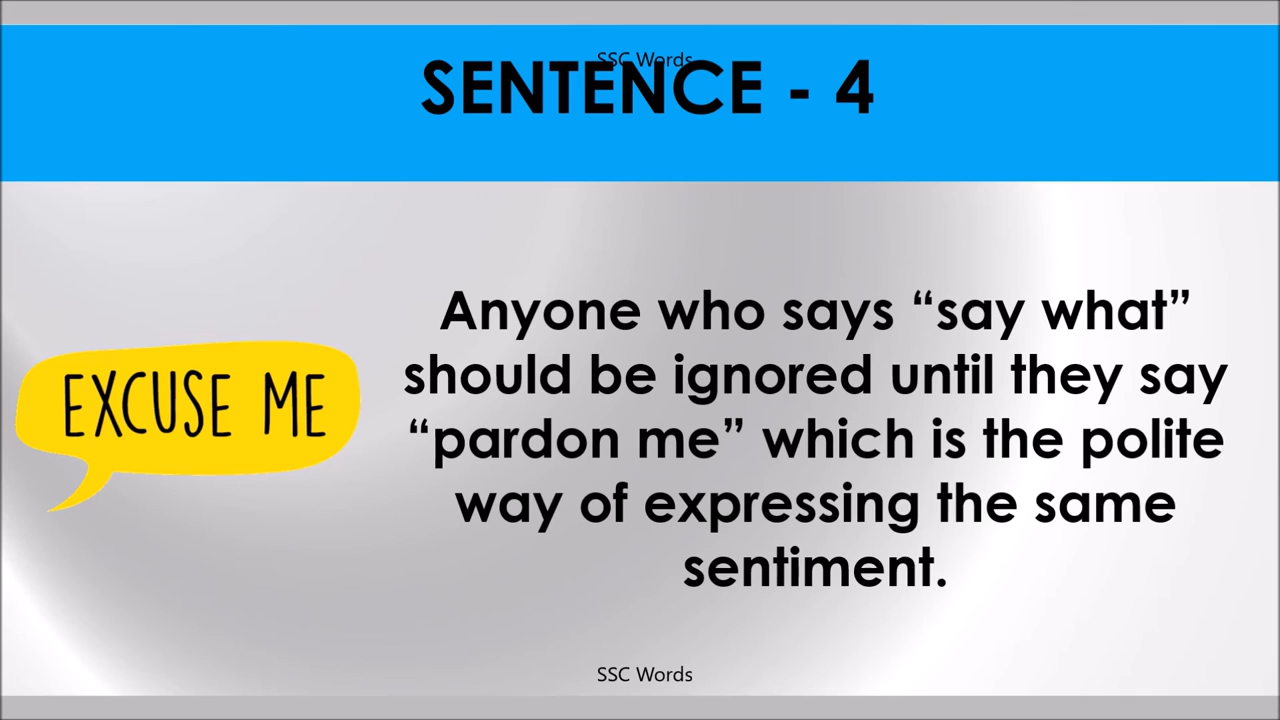 SSC Words
SENTENCE - 4
EXCUSE ME
Anyone who says “say what”
should be ignored until they say
“pardon me” which is the polite
way of expressing the same
sentiment.
SSC Words